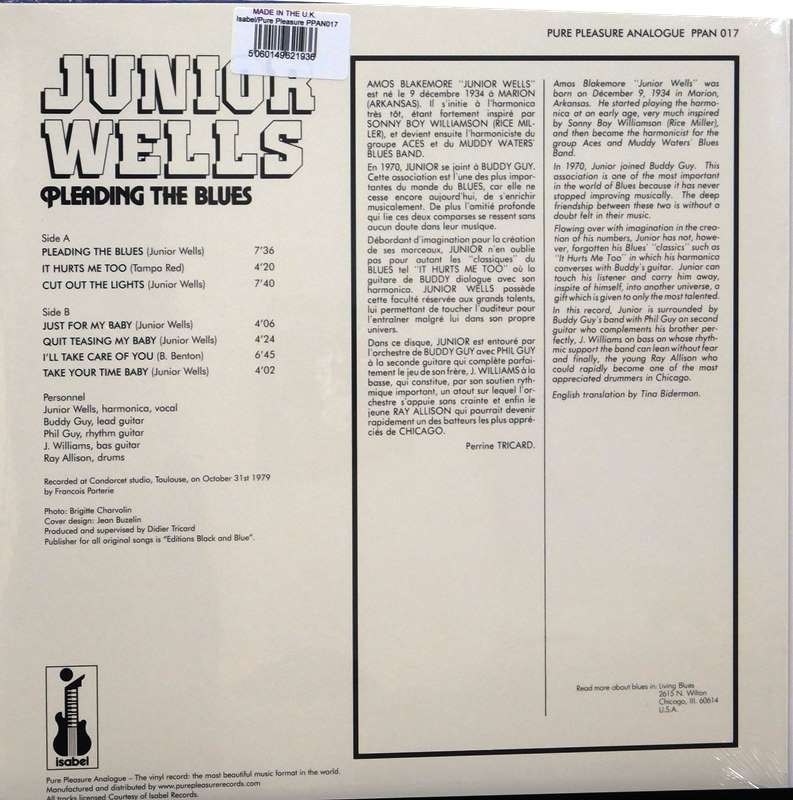 MADE IN THE U.K.
Isabel/Pure Pleasure PPAN017
5060149621936
PURE PLEASURE ANALOGUE PPAN 017
JUNIOR
WELLS
PLEADING THE BLUES
Side A
PLEADING THE BLUES (Junior Wells) 7'36
IT HURTS ME TOO (Tampa Red) 4'20
CUT OUT THE LIGHTS (Junior Wells) 7'40
Side B
JUST FOR MY BABY (Junior Wells) 4'06
QUIT TEASING MY BABY (Junior Wells) 4'24
I'LL TAKE CARE OF YOU (B. Benton) 6'45
TAKE YOUR TIME BABY (Junior Wells) 4'02
Personnel
Junior Wells, harmonica, vocal
Buddy Guy, lead guitar
Phil Guy, rhythm guitar
J. Williams, bas guitar
Ray Allison, drums
Recorded at Condorcet studio, Toulouse, on October 31st 1979
by Francois Porterie
Photo: Brigitte Charvolin
Cover design: Jean Buzelin
Produced and supervised by Didier Tricard
Publisher for all original songs is "Editions Black and Blue".
isabel
Pure Pleasure Analogue – The vinyl record: the most beautiful music format in the world.
Manufactured and distributed by www.purepleasurerecords.com
All tracks licensed Courtesy of Isabel Records.
AMOS BLAKEMORE "JUNIOR WELLS"
est né le 9 décembre 1934 à MARION
(ARKANSAS). Il s'initie à l'harmonica
très tôt, étant fortement inspiré par
SONNY BOY WILLIAMSON (RICE MIL-
LER), et devient ensuite l'harmoniciste du
groupe ACES et du MUDDY WATERS'
BLUES BAND.
En 1970, JUNIOR se joint à BUDDY GUY.
Cette association est l'une des plus impor-
tantes du monde du BLUES, car elle ne
cesse encore aujourd'hui, de s'enrichir
musicalement. De plus l'amitié profonde
qui lie ces deux comparses se ressent sans
aucun doute dans leur musique.
Débordant d'imagination pour la création
de ses morceaux, JUNIOR n'en oublie
pas pour autant les "classiques" du
BLUES tel "IT HURTS ME TOO" où la
guitare de BUDDY dialogue avec son
harmonica. JUNIOR WELLS possède
cette faculté réservée aux grands talents,
lui permettant de toucher l'auditeur pour
l'entraîner malgré lui dans son propre
univers.
Dans ce disque, JUNIOR est entouré par
l'orchestre de BUDDY GUY avec PHIL GUY
à la seconde guitare qui complète parfai-
tement le jeu de son frère, J. WILLIAMS à la
basse, qui constitue, par son soutien ryth-
mique important, un atout sur lequel l'or-
chestre s'appuie sans crainte et enfin le
jeune RAY ALLISON qui pourrait devenir
rapidement un des batteurs les plus appré-
ciés de CHICAGO.
Perrine TRICARD.
Amos Blakemore "Junior Wells" was
born on December 9, 1934 in Marion,
Arkansas. He started playing the harmo-
nica at an early age, very much inspired
by Sonny Boy Williamson (Rice Miller),
and then became the harmonicist for the
group Aces and Muddy Waters' Blues
Band.
In 1970, Junior joined Buddy Guy. This
association is one of the most important
in the world of Blues because it has never
stopped improving musically. The deep
friendship between these two is without a
doubt felt in their music.
Flowing over with imagination in the crea-
tion of his numbers, Junior has not, howe-
ver, forgotten his Blues' "classics" such as
"It Hurts Me Too" in which his harmonica
converses with Buddy's guitar. Junior can
touch his listener and carry him away,
inspite of himself, into another universe, a
gift which is given to only the most talented.
In this record, Junior is surrounded by
Buddy Guy's band with Phil Guy on second
guitar who complements his brother per-
fectly, J. Williams on bass on whose rhyth-
mic support the band can lean without fear
and finally, the young Ray Allison who
could rapidly become one of the most
appreciated drummers in Chicago.
English translation by Tina Biderman.
Read more about blues in: Living Blues
2615 N. Wilton
Chicago, Ill. 60614
U.S.A.